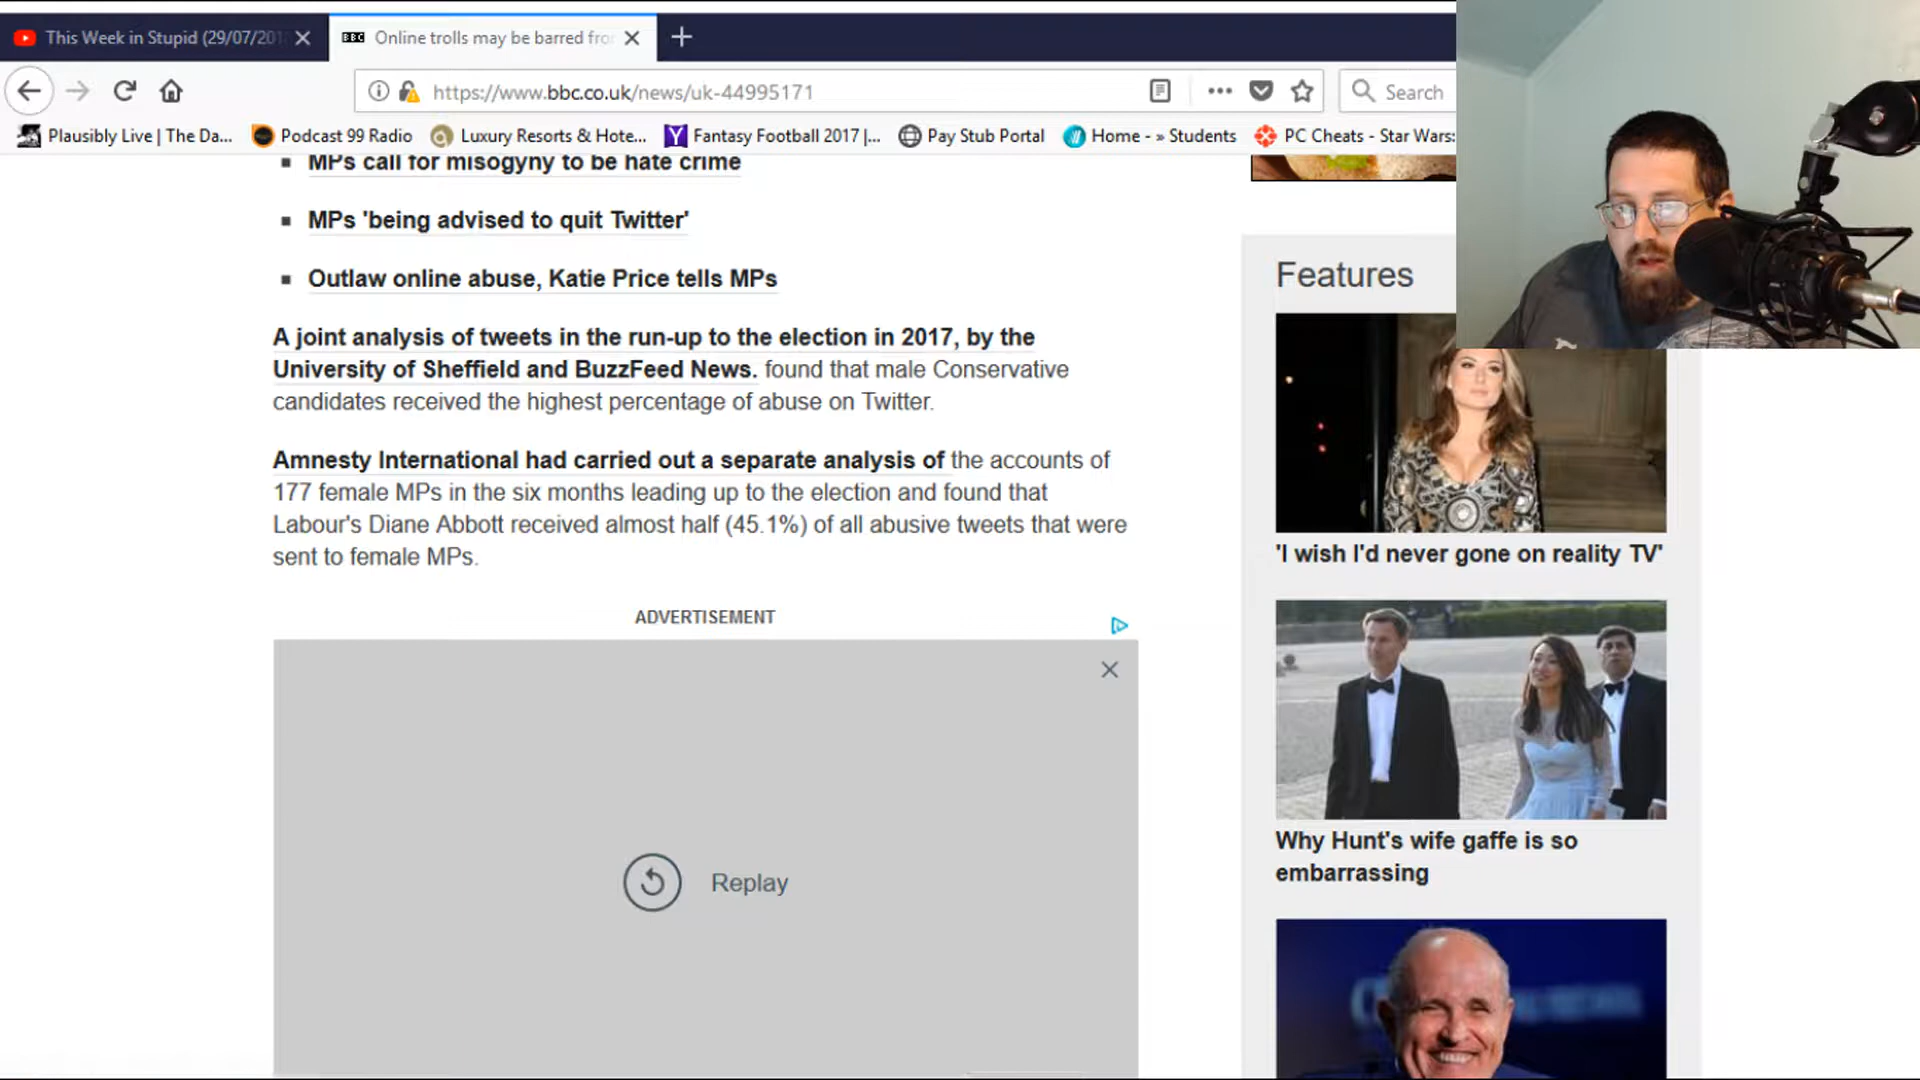 This Week in Stupid (29/07/201
BBC Online trolls may be barred fro
https://www.bbc.co.uk/news/uk-44995171
Search
Plausibly Live | The Da...
Podcast 99 Radio
Luxury Resorts & Hote...
Fantasy Football 2017 |...
Pay Stub Portal
Home - » Students
PC Cheats - Star Wars:
MPs call for misogyny to be hate crime
MPs 'being advised to quit Twitter'
Outlaw online abuse, Katie Price tells MPs
A joint analysis of tweets in the run-up to the election in 2017, by the
University of Sheffield and BuzzFeed News. found that male Conservative
candidates received the highest percentage of abuse on Twitter.
Amnesty International had carried out a separate analysis of the accounts of
177 female MPs in the six months leading up to the election and found that
Labour's Diane Abbott received almost half (45.1%) of all abusive tweets that were
sent to female MPs.
ADVERTISEMENT
Replay
Features
'I wish I'd never gone on reality TV'
Why Hunt's wife gaffe is so
embarrassing